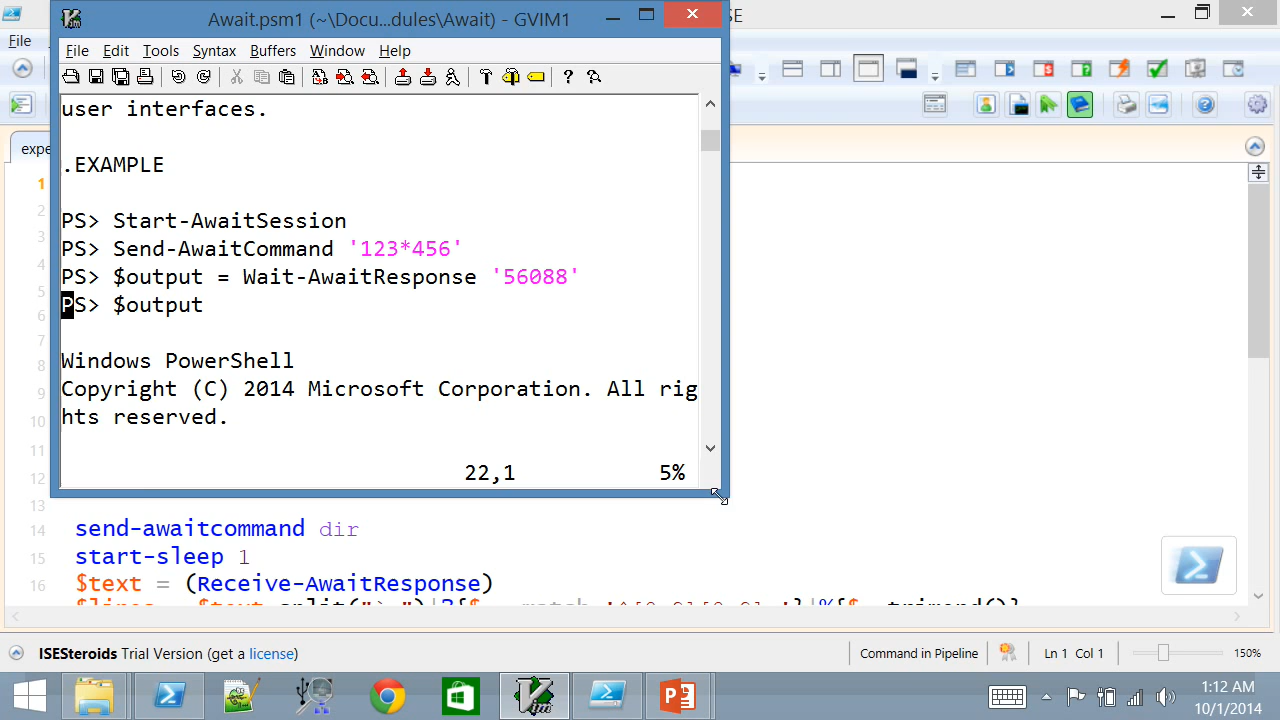 Await.psm1 (~\Docu...dules\Await) - GVIM1
SE
File Edit Tools Syntax Buffers Window Help
File
user interfaces.
.EXAMPLE
PS> Start-AwaitSession
PS> Send-AwaitCommand '123*456'
PS> $output = Wait-AwaitResponse '56088'
PS> $output
Windows PowerShell
Copyright (C) 2014 Microsoft Corporation. All rig
hts reserved.
22,1 5%
expe
1
2
3
4
5
6
7
8
9
10
11
13
14 send-awaitcommand dir
15 start-sleep 1
16 $text = (Receive-AwaitResponse)
ISESteroids Trial Version (get a license)
Command in Pipeline
Ln 1 Col 1
150%
1:12 AM
10/1/2014